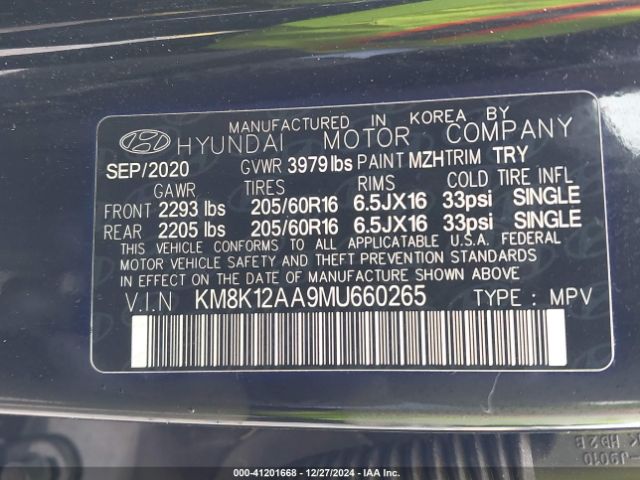 MANUFACTURED IN KOREA BY
HYUNDAI MOTOR COMPANY
SEP/2020 GVWR 3979 lbs PAINT MZH TRIM TRY
GAWR TIRES RIMS COLD TIRE INFL
FRONT 2293 lbs 205/60R16 6.5JX16 33psi SINGLE
REAR 2205 lbs 205/60R16 6.5JX16 33psi SINGLE
THIS VEHICLE CONFORMS TO ALL APPLICATABLE U.S.A. FEDERAL
MOTOR VEHICLE SAFETY AND THEFT PREVENTION STANDARDS
IN EFFECT ON THE DATE OF MANUFACTURE SHOWN ABOVE.
V.I.N KM8K12AA9MU660265 TYPE : MPV
000-41201668 - 12/27/2024 - IAA Inc.